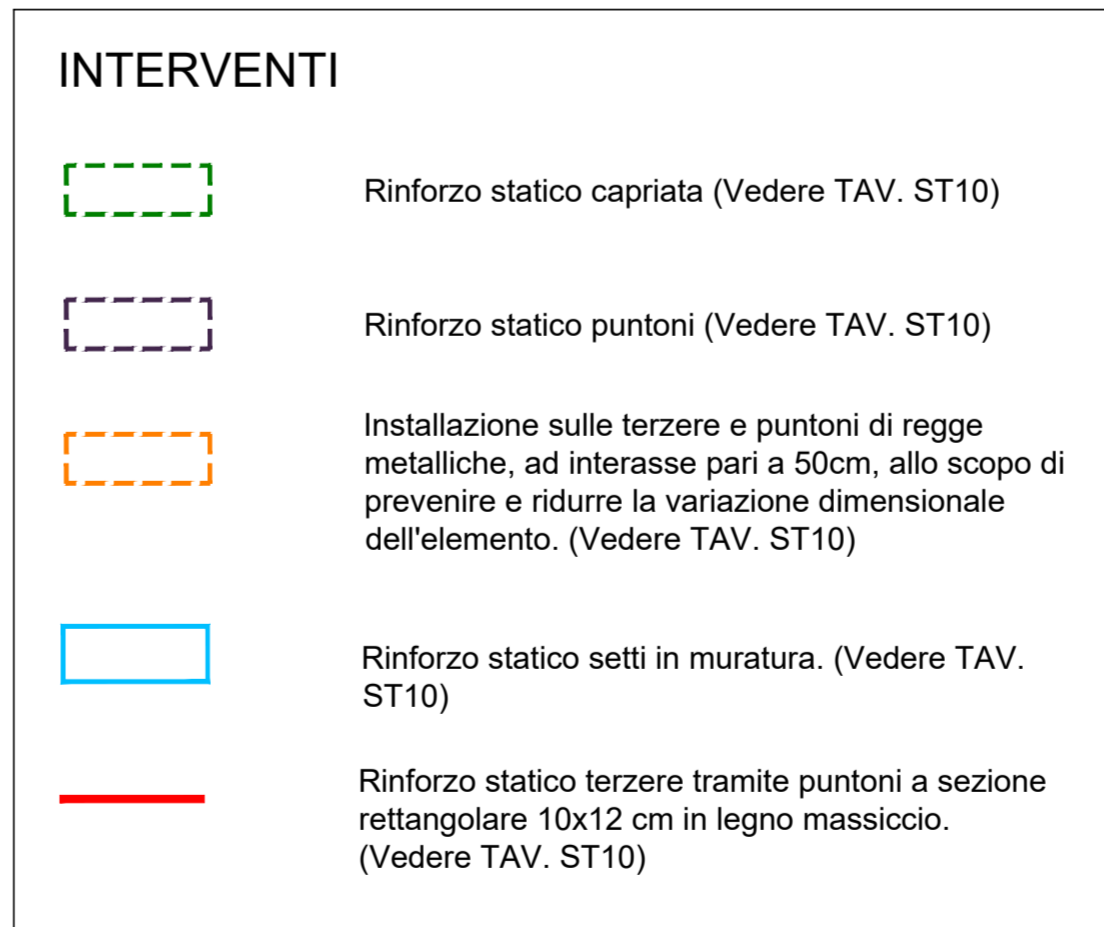 INTERVENTI
Rinforzo statico capriata (Vedere TAV. ST10)
Rinforzo statico puntoni (Vedere TAV. ST10)
Installazione sulle terzere e puntoni di regge
metalliche, ad interasse pari a 50cm, allo scopo di
prevenire e ridurre la variazione dimensionale
dell'elemento. (Vedere TAV. ST10)
Rinforzo statico setti in muratura. (Vedere TAV.
ST10)
Rinforzo statico terzere tramite puntoni a sezione
rettangolare 10x12 cm in legno massiccio.
(Vedere TAV. ST10)